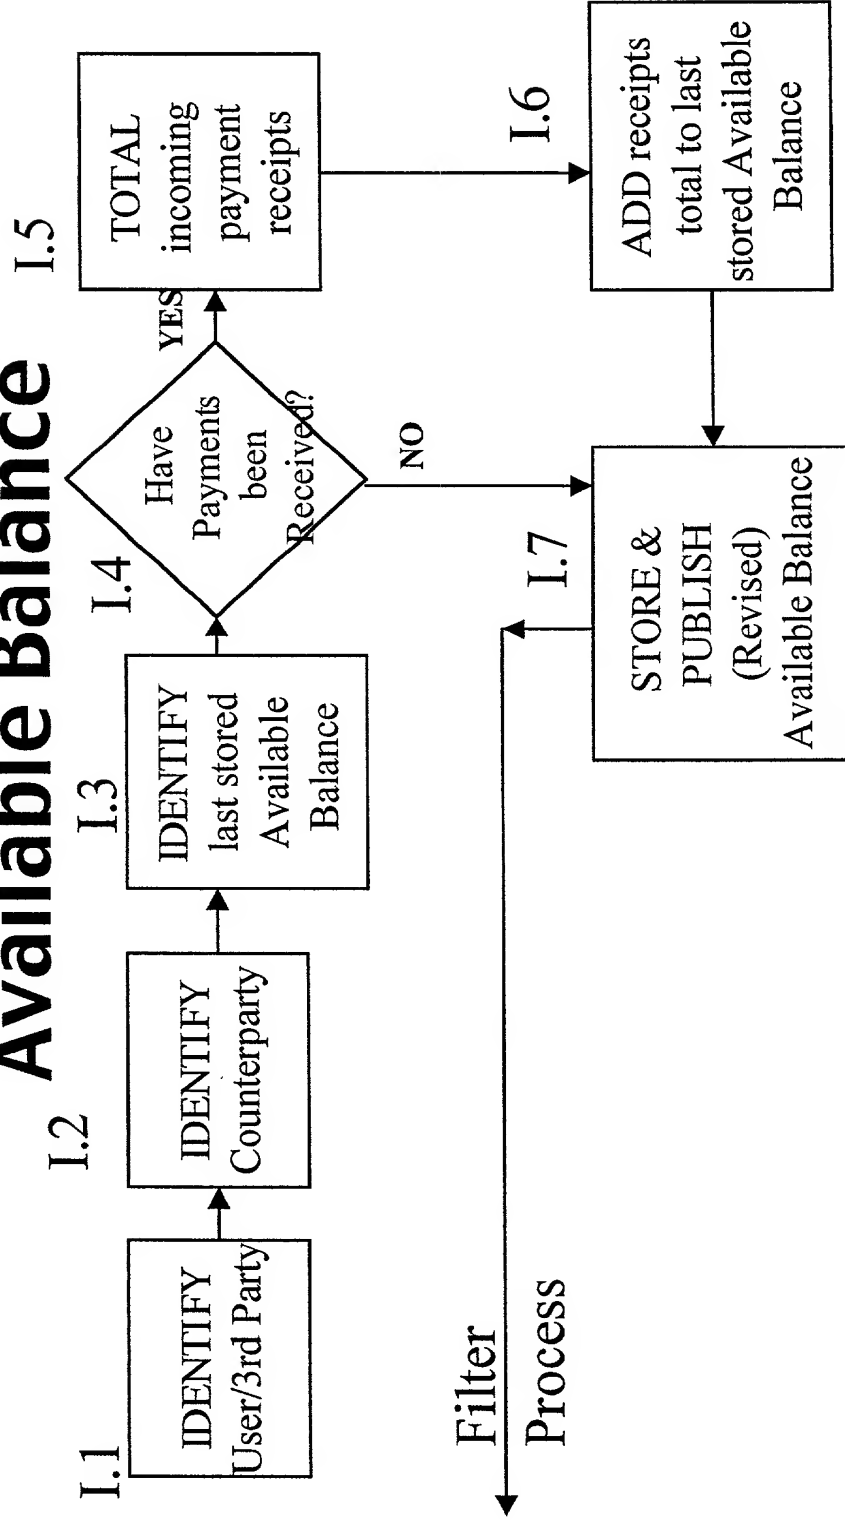 Available Balance
I.1
IDENTIFY
User/3rd Party
I.2
IDENTIFY
Counterparty
I.3
IDENTIFY
last stored
Available
Balance
I.4
Have
Payments
been
Received?
YES
NO
I.5
TOTAL
incoming
payment
receipts
I.6
ADD receipts
total to last
stored Available
Balance
I.7
STORE &
PUBLISH
(Revised)
Available Balance
Filter
Process